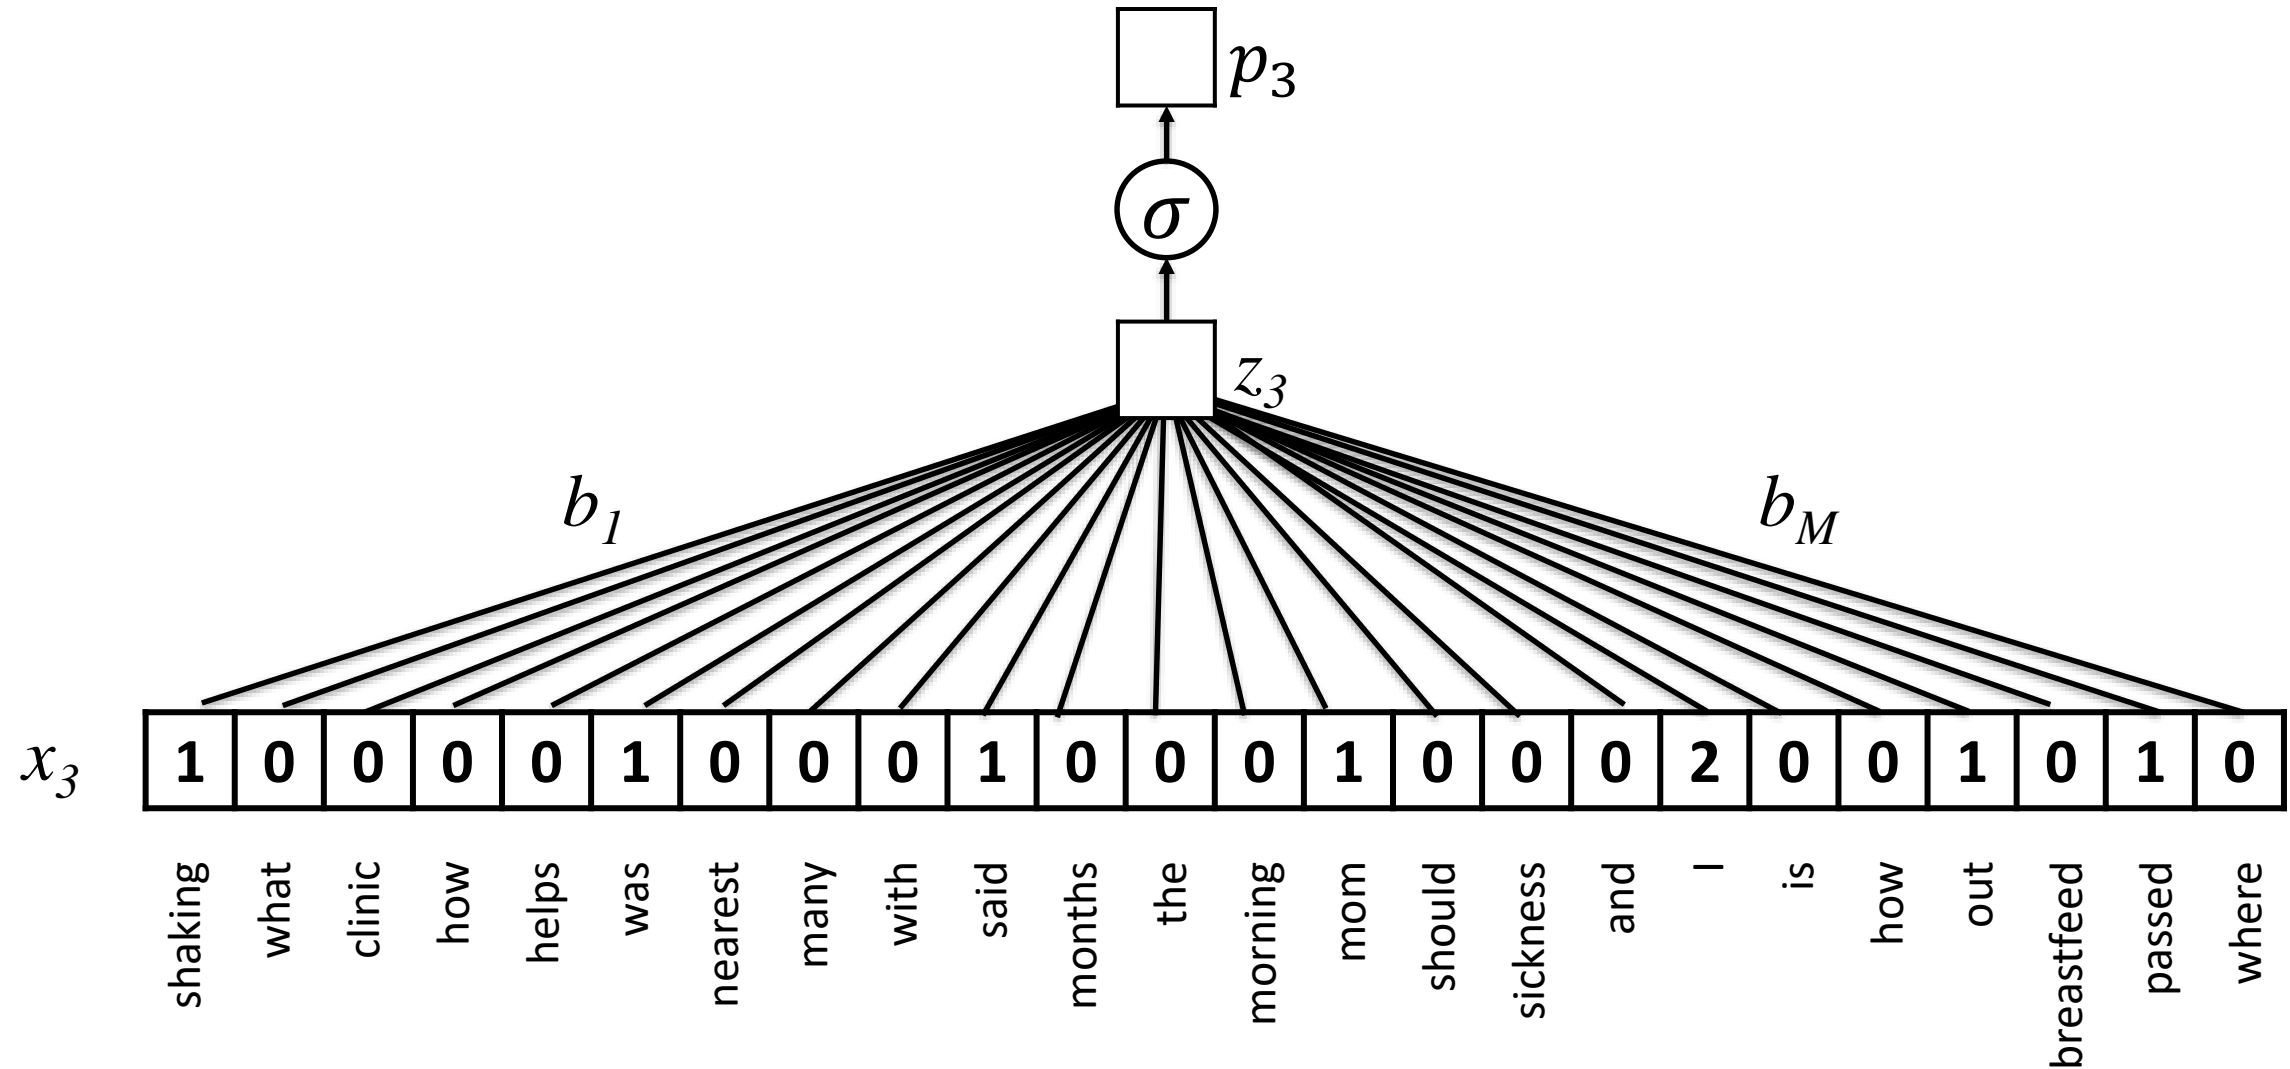 p₃
σ
z₃
b₁ b_M
x₃ 1 0 0 0 0 1 0 0 0 1 0 0 0 1 0 0 0 2 0 0 1 0 1 0
shaking what clinic how helps was nearest many with said months the morning mom should sickness and I is how out breastfeed passed where